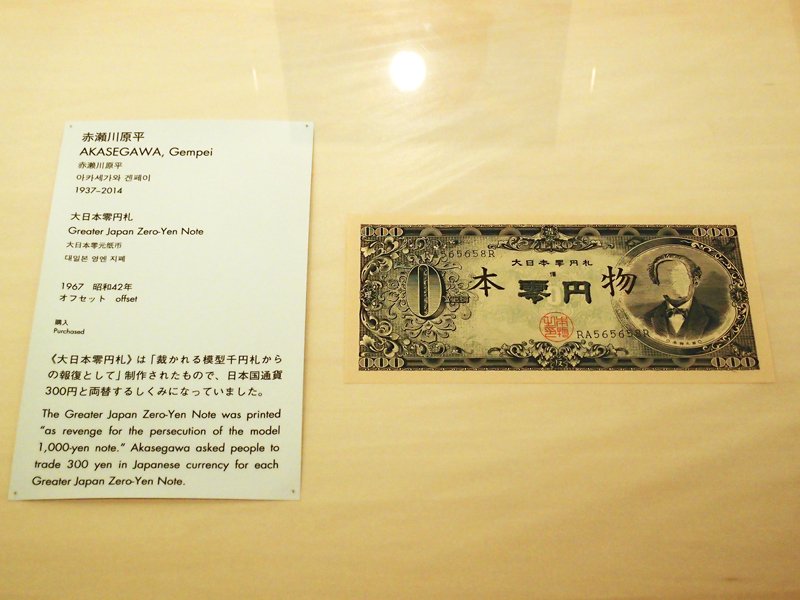 赤瀬川原平
AKASEGAWA, Gempei
赤瀬川原平
아카세가와 겐페이
1937–2014
大日本零円札
Greater Japan Zero-Yen Note
大日本零元纸币
대일본 영엔 지폐
1967 昭和42年
オフセット offset
購入
Purchased
《大日本零円札》は「裁かれる模型千円札から
の報復として」制作されたもので、日本国通貨
300円と両替するしくみになっていました。
The Greater Japan Zero-Yen Note was printed
"as revenge for the persecution of the model
1,000-yen note." Akasegawa asked people to
trade 300 yen in Japanese currency for each
Greater Japan Zero-Yen Note.
000 000
565658R
大日本零円札
0 本 零円 物
RA565658R
000 000